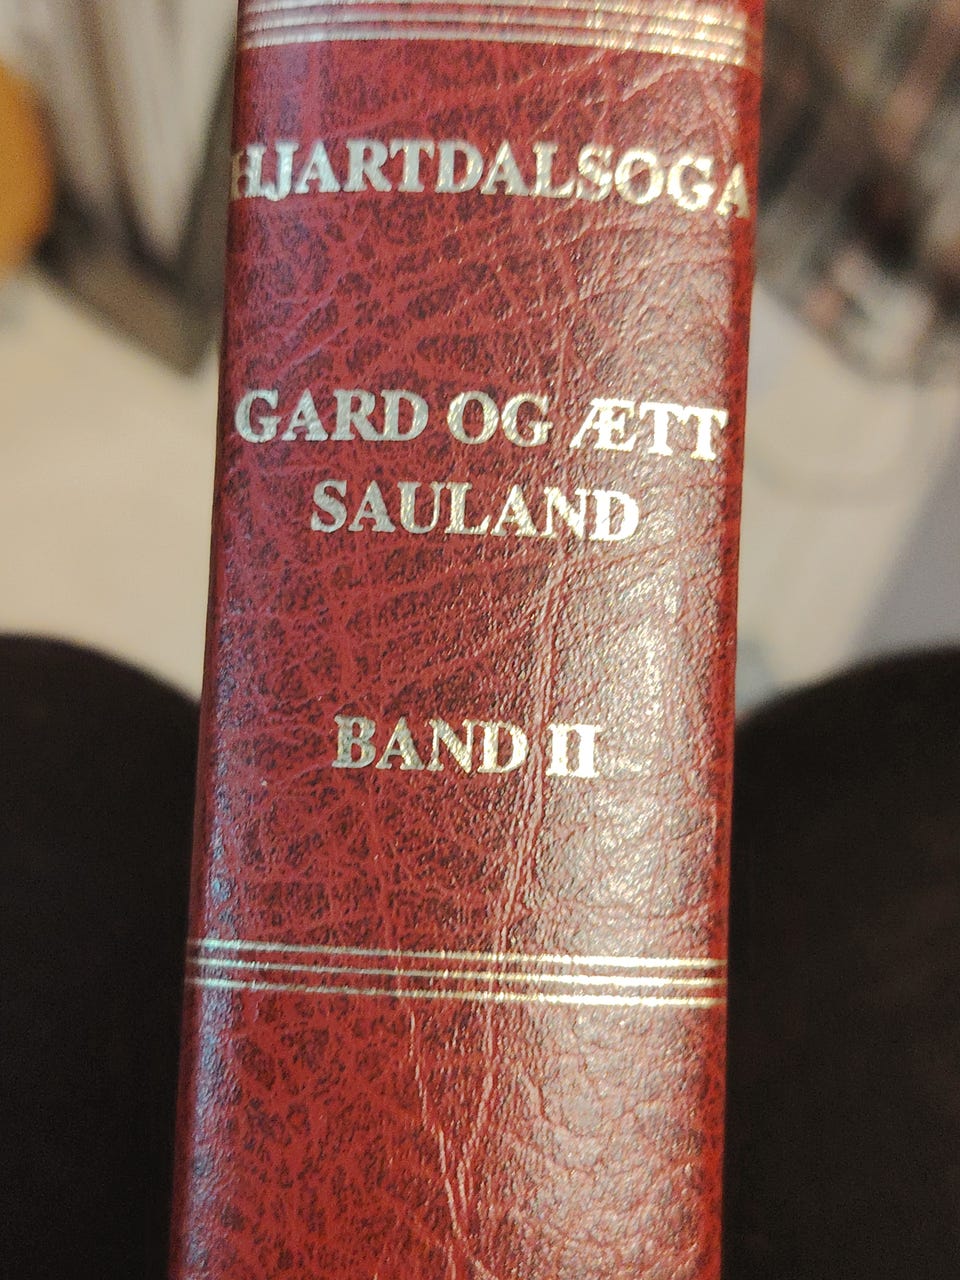 HJARTDALSOGA
GARD OG ÆTT
SAULAND
BAND II